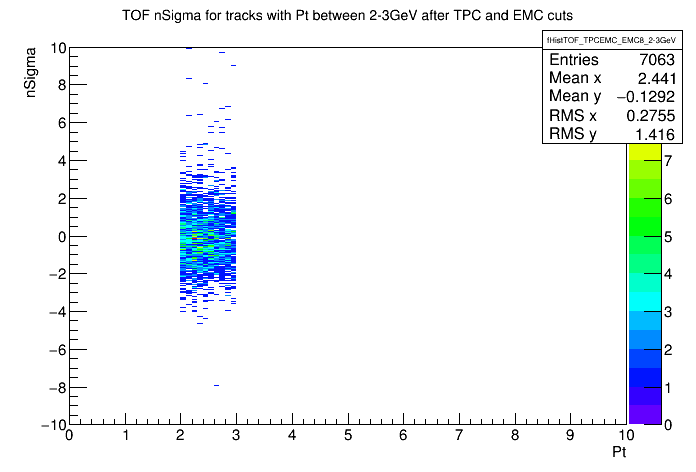 TOF nSigma for tracks with Pt between 2-3GeV after TPC and EMC cuts
fHistTOF_TPCEMC_EMC8_2-3GeV
Entries 7063
Mean x 2.441
Mean y −0.1292
RMS x 0.2755
RMS y 1.416
nSigma
10
8
6
4
2
0
−2
−4
−6
−8
−10
0 1 2 3 4 5 6 7 8 9 10
Pt
7
6
5
4
3
2
1
0